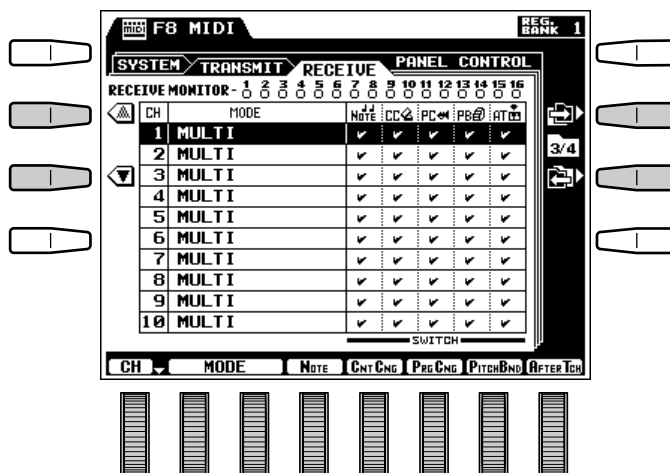 MIDI F8 MIDI REG. BANK 1
SYSTEM TRANSMIT RECEIVE PANEL CONTROL
RECEIVE MONITOR- 1 2 3 4 5 6 7 8 9 10 11 12 13 14 15 16
CH MODE NOTE CC PC PB AT
1 MULTI
2 MULTI
3 MULTI
4 MULTI
5 MULTI
6 MULTI
7 MULTI
8 MULTI
9 MULTI
10 MULTI
3/4
SWITCH
CH MODE NOTE CNT CNG PRG CNG PITCHBND AFTER TCH